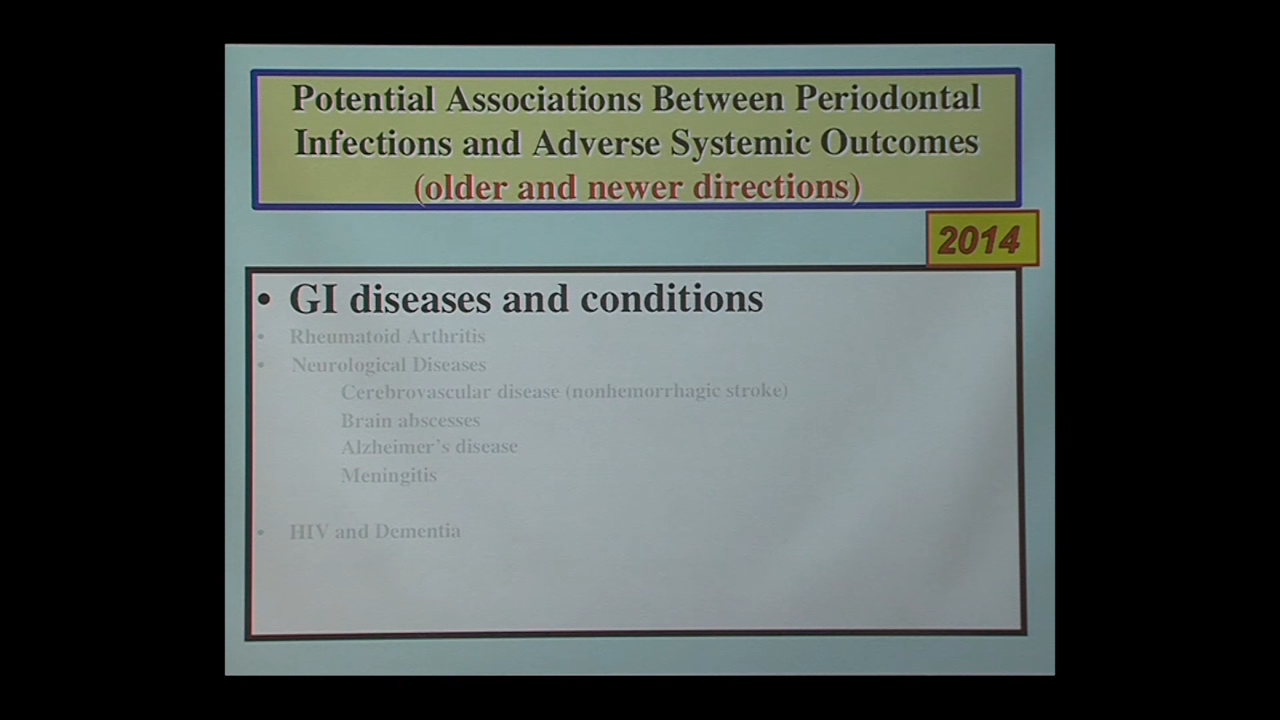 Potential Associations Between Periodontal
Infections and Adverse Systemic Outcomes
(older and newer directions)
2014
• GI diseases and conditions
• Rheumatoid Arthritis
• Neurological Diseases
Cerebrovascular disease (nonhemorrhagic stroke)
Brain abscesses
Alzheimer's disease
Meningitis
• HIV and Dementia